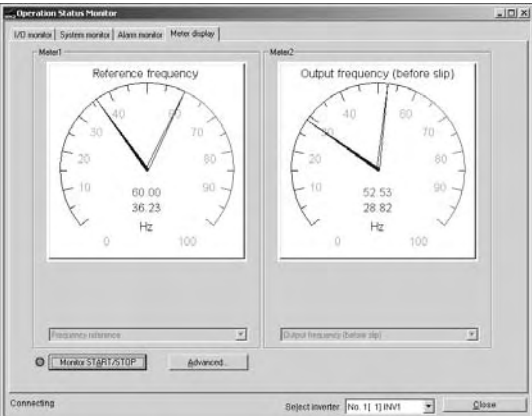 Operation Status Monitor
I/O monitor System monitor Alarm monitor Meter display
Meter1
Reference frequency
40
60
30
70
20
80
10
90
60.00
36.23
Hz
0
100
Frequency reference
Meter2
Output frequency (before slip)
40
60
30
70
20
80
10
90
52.53
28.82
Hz
0
100
Output frequency (before slip)
Monitor START/STOP
Advanced...
Connecting
Select inverter
No. 1[ 1] INV1
Close